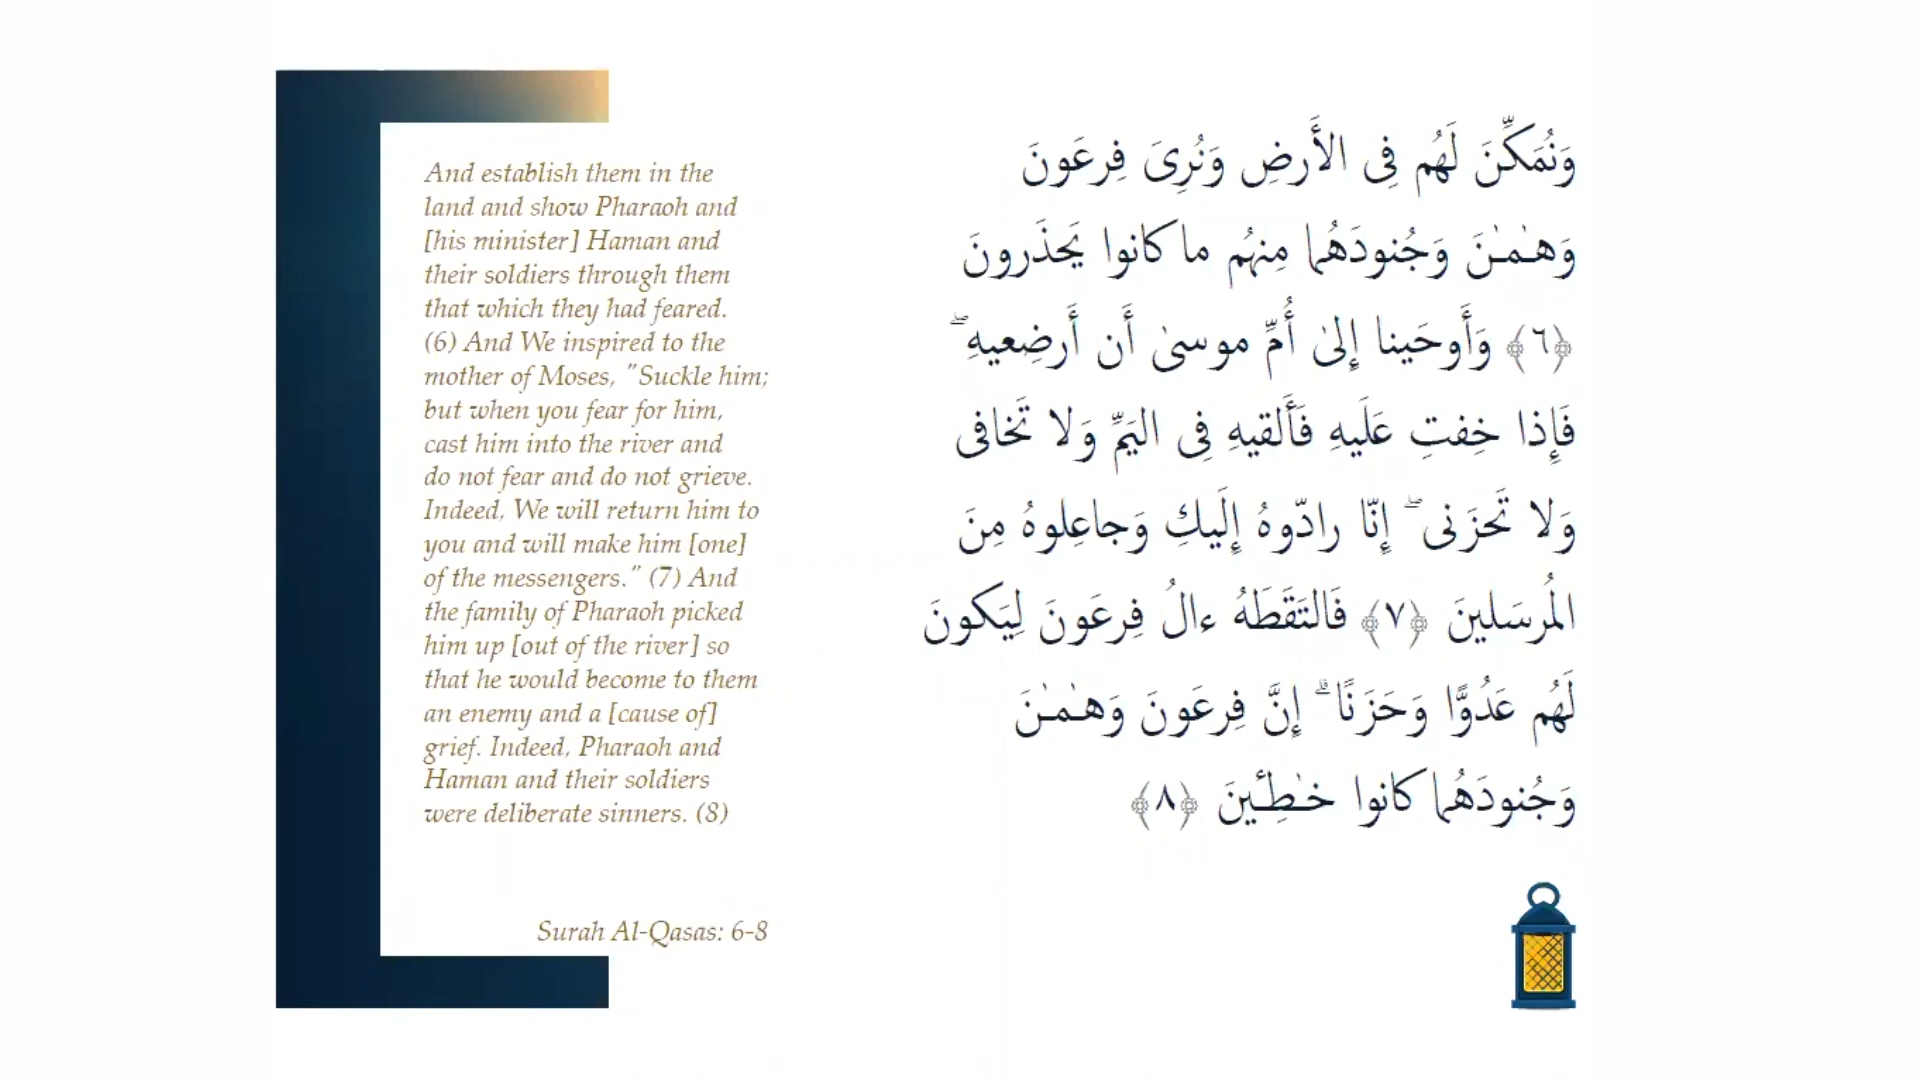 And establish them in the
land and show Pharaoh and
[his minister] Haman and
their soldiers through them
that which they had feared.
(6) And We inspired to the
mother of Moses, "Suckle him;
but when you fear for him,
cast him into the river and
do not fear and do not grieve.
Indeed, We will return him to
you and will make him [one]
of the messengers." (7) And
the family of Pharaoh picked
him up [out of the river] so
that he would become to them
an enemy and a [cause of]
grief. Indeed, Pharaoh and
Haman and their soldiers
were deliberate sinners. (8)
Surah Al-Qasas: 6-8
وَنُمَكِّنَ لَهُم فِى الأَرضِ وَنُرِىَ فِرعَونَ
وَهـٰمـٰنَ وَجُنودَهُما مِنهُم ما كانوا يَحذَرونَ
﴿٦﴾ وَأَوحَينا إِلىٰ أُمِّ موسىٰ أَن أَرضِعيهِ ۖ
فَإِذا خِفتِ عَلَيهِ فَأَلقيهِ فِى اليَمِّ وَلا تَخافى
وَلا تَحزَنى ۖ إِنّا رادّوهُ إِلَيكِ وَجاعِلوهُ مِنَ
المُرسَلينَ ﴿٧﴾ فَالتَقَطَهُ ءالُ فِرعَونَ لِيَكونَ
لَهُم عَدُوًّا وَحَزَنًا ۗ إِنَّ فِرعَونَ وَهـٰمـٰنَ
وَجُنودَهُما كانوا خـٰطِـٔينَ ﴿٨﴾